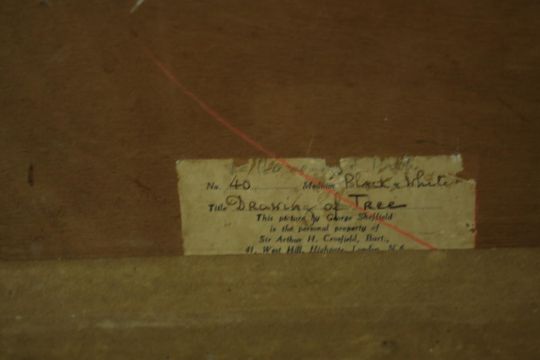 No. 40 Medium Black & White
Title Drawing of Tree
This picture by George Sheffield
is the personal property of
Sir Arthur H. Crosfield, Bart.,
41, West Hill, Highgate, London, N.6.